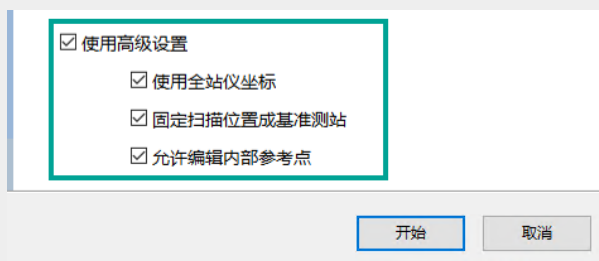 使用高级设置
使用全站仪坐标
固定扫描位置成基准测站
允许编辑内部参考点
开始 取消